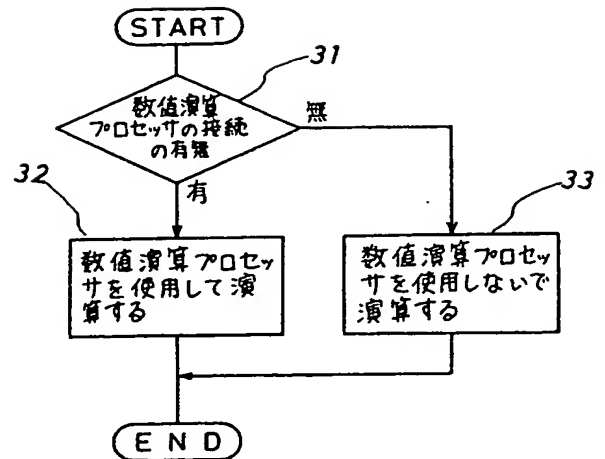 START
31
数値演算
プロセッサの接続
の有無
無
32
有
33
数値演算プロセッ
サを使用して演
算する
数値演算プロセッ
サを使用しないで
演算する
END